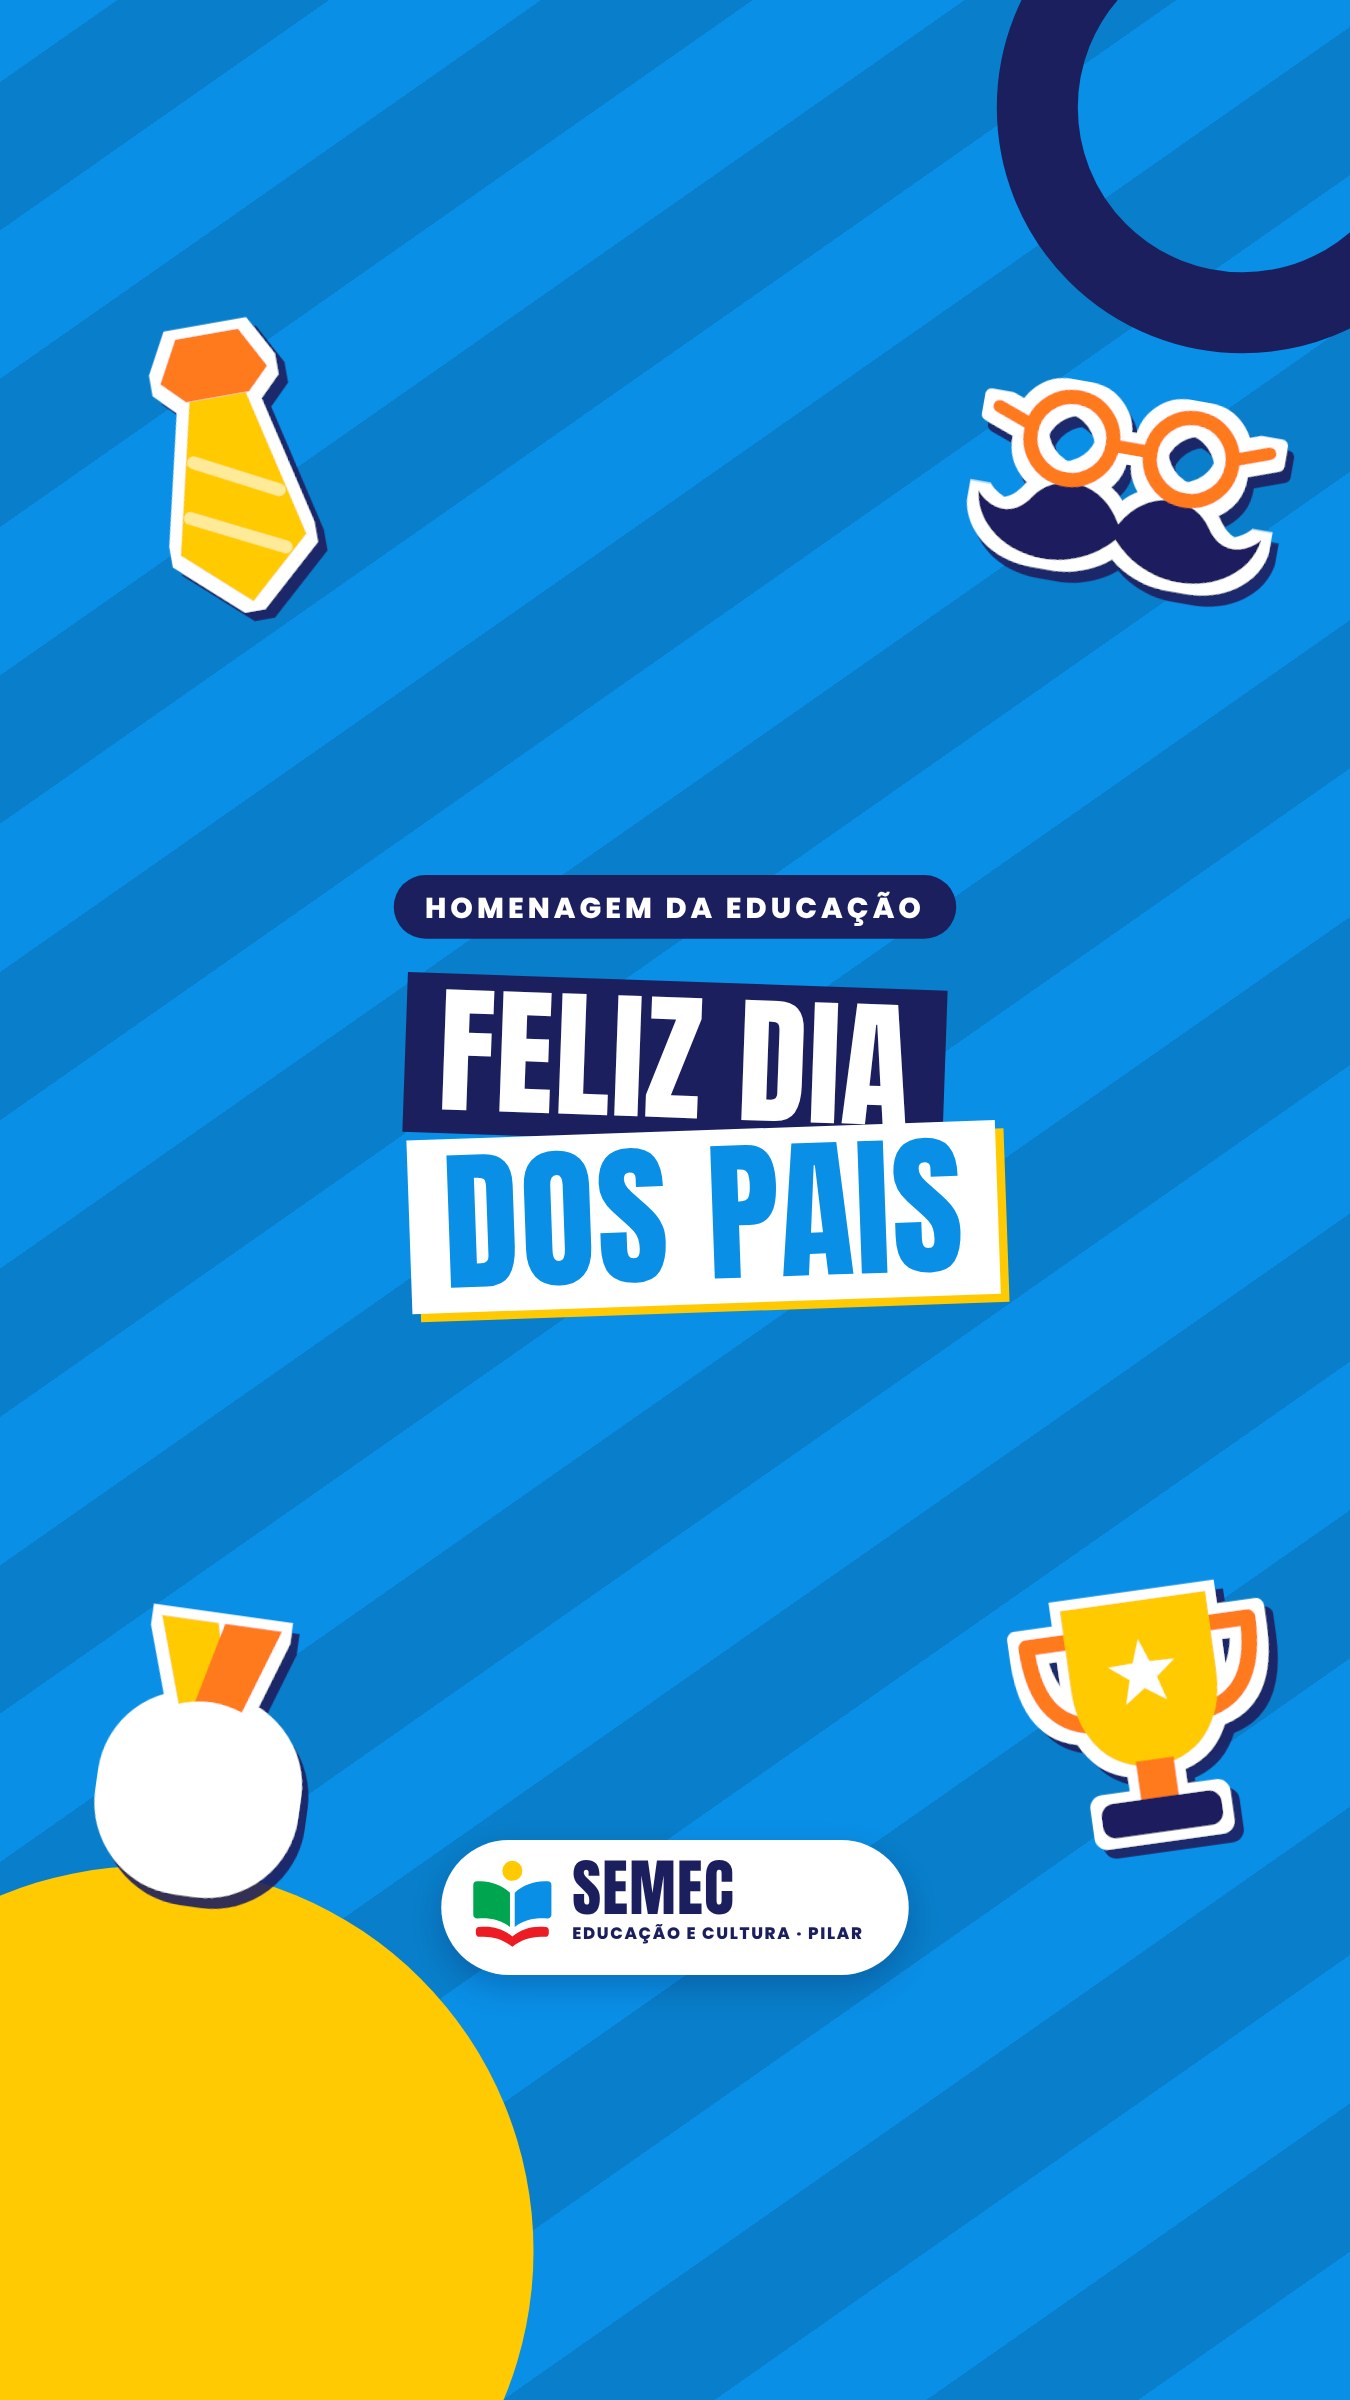 HOMENAGEM DA EDUCAÇÃO
FELIZ DIA
DOS PAIS
SEMEC
EDUCAÇÃO E CULTURA · PILAR